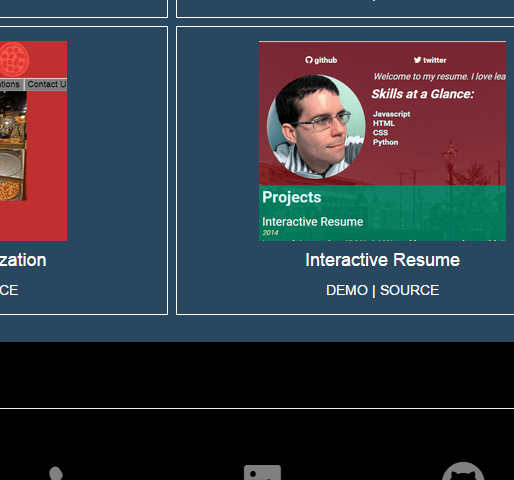 tions
Contact U
zation
CE
github
twitter
Welcome to my resume. I love lea
Skills at a Glance:
Javascript
HTML
CSS
Python
Projects
Interactive Resume
2014
Interactive Resume
DEMO | SOURCE
in